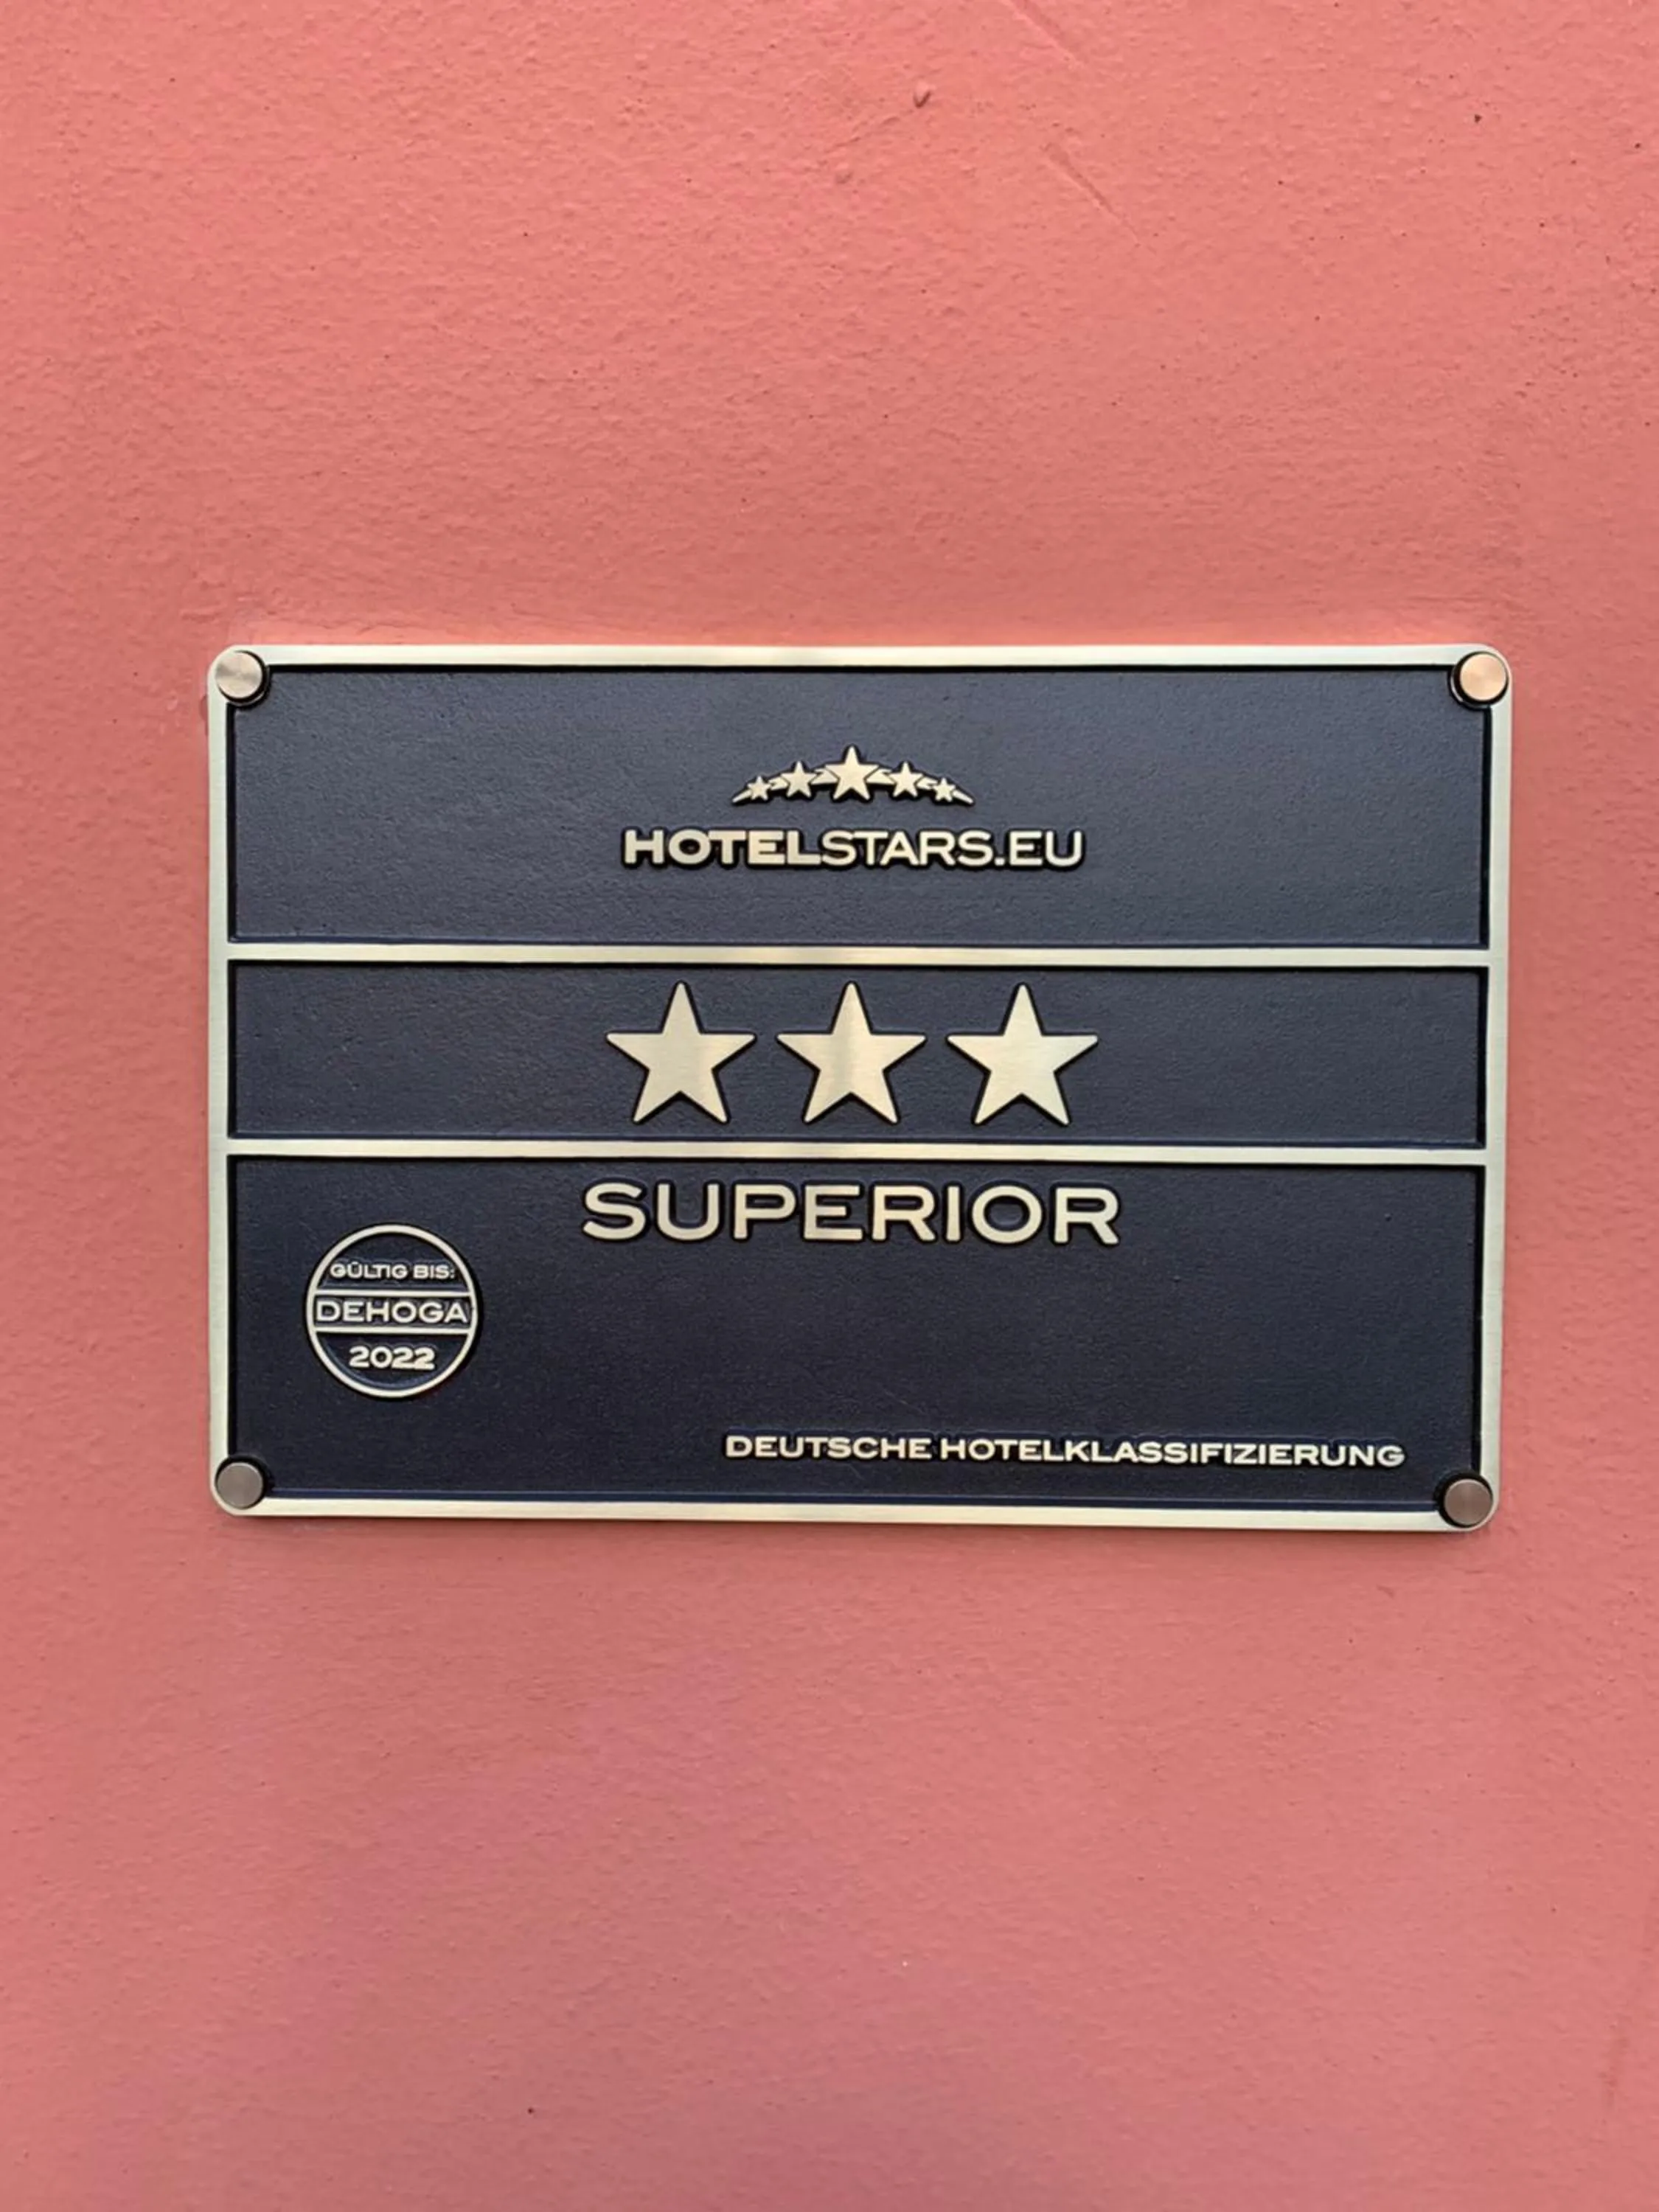 HOTELSTARS.EU
SUPERIOR
GÜLTIG BIS:
DEHOGA
2022
DEUTSCHE HOTELKLASSIFIZIERUNG